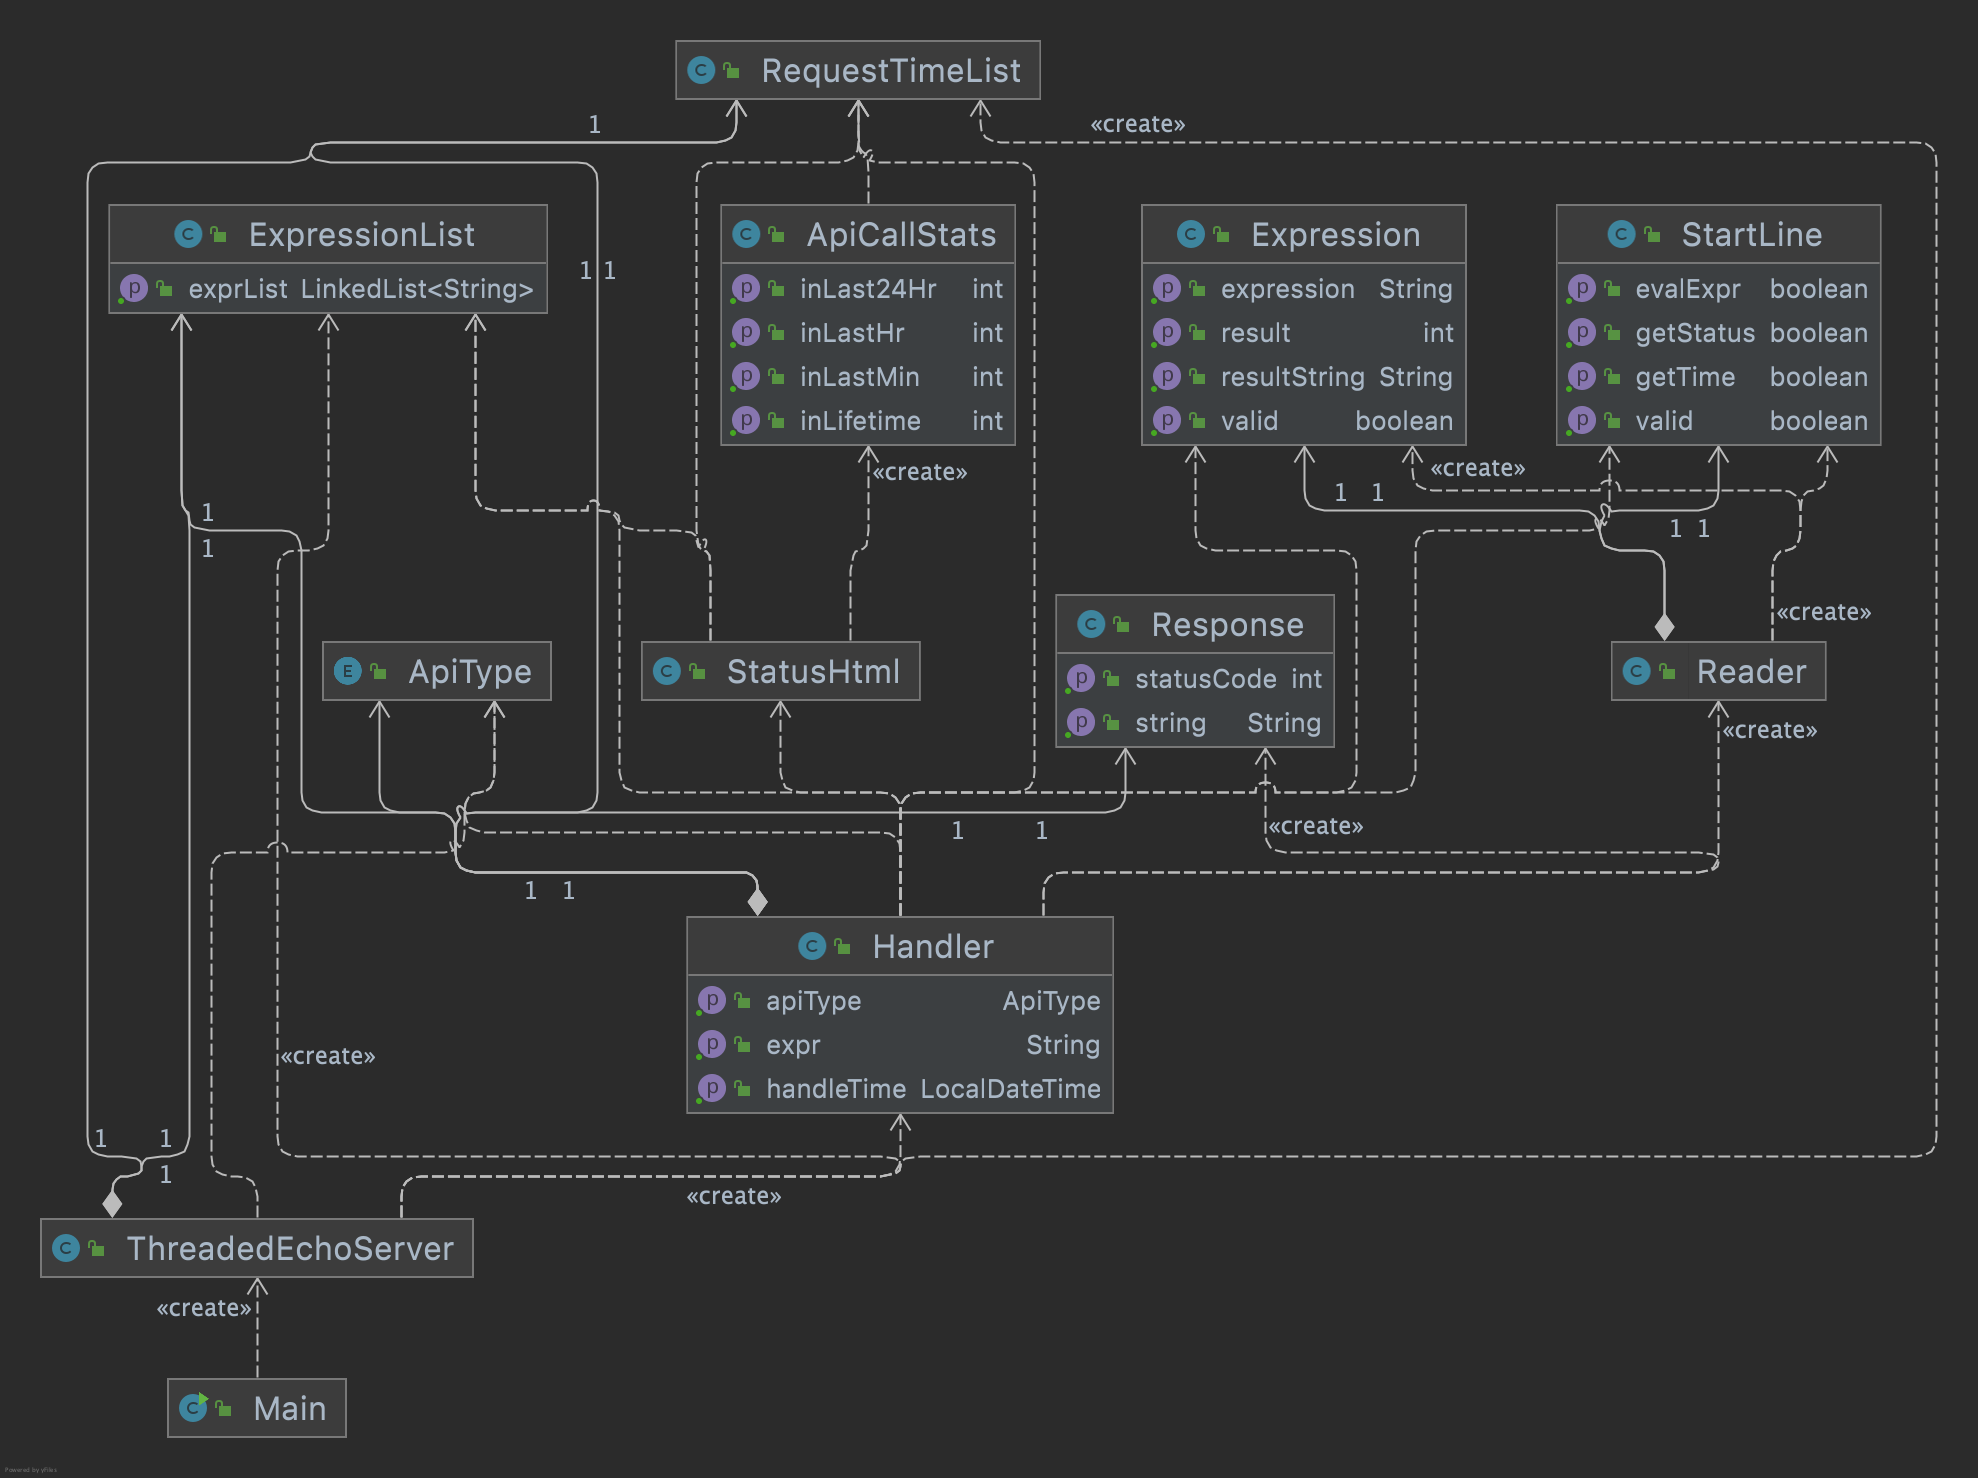 RequestTimeList
1
«create»
ExpressionList
exprList LinkedList<String>
1 1
ApiCallStats
inLast24Hr int
inLastHr int
inLastMin int
inLifetime int
Expression
expression String
result int
resultString String
valid boolean
StartLine
evalExpr boolean
getStatus boolean
getTime boolean
valid boolean
«create»
«create»
1 1
1
1
1 1
ApiType
StatusHtml
Response
statusCode int
string String
«create»
Reader
«create»
1 1
«create»
1 1
Handler
apiType ApiType
expr String
handleTime LocalDateTime
«create»
1 1
1
«create»
ThreadedEchoServer
«create»
Main
Powered by yFiles